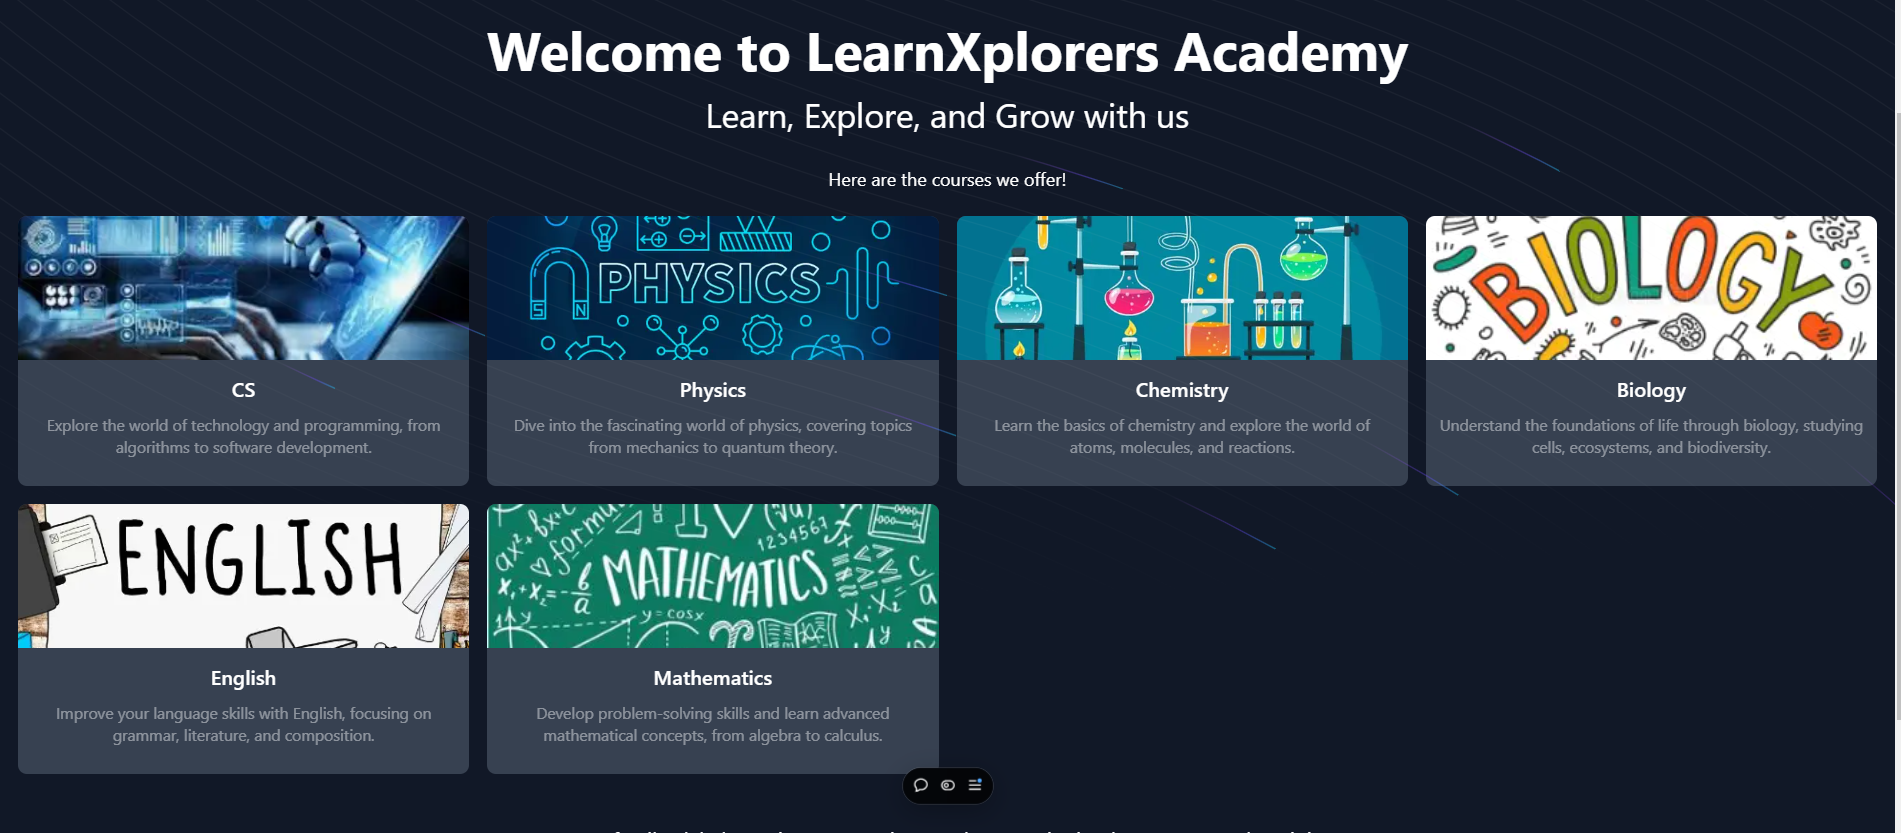 Welcome to LearnXplorers Academy
Learn, Explore, and Grow with us
Here are the courses we offer!
PHYSICS
S N
BIOLOGY
CS
Explore the world of technology and programming, from
algorithms to software development.
Physics
Dive into the fascinating world of physics, covering topics
from mechanics to quantum theory.
Chemistry
Learn the basics of chemistry and explore the world of
atoms, molecules, and reactions.
Biology
Understand the foundations of life through biology, studying
cells, ecosystems, and biodiversity.
ENGLISH
ax²+bx+c
formu
1234567
MATHEMATICS
y=cosx
English
Improve your language skills with English, focusing on
grammar, literature, and composition.
Mathematics
Develop problem-solving skills and learn advanced
mathematical concepts, from algebra to calculus.